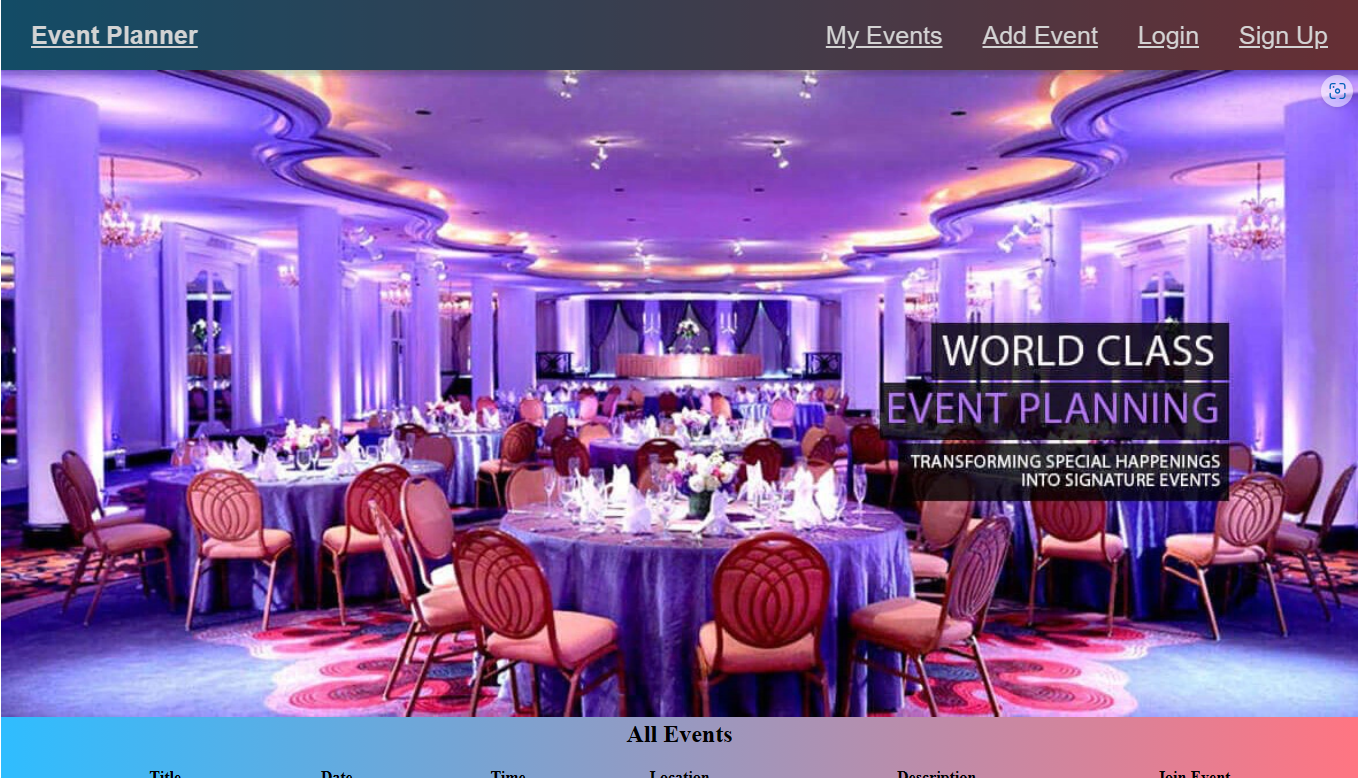 Event Planner My Events Add Event Login Sign Up
WORLD CLASS
EVENT PLANNING
TRANSFORMING SPECIAL HAPPENINGS
INTO SIGNATURE EVENTS
All Events
Title Date Time Location Description Join Event